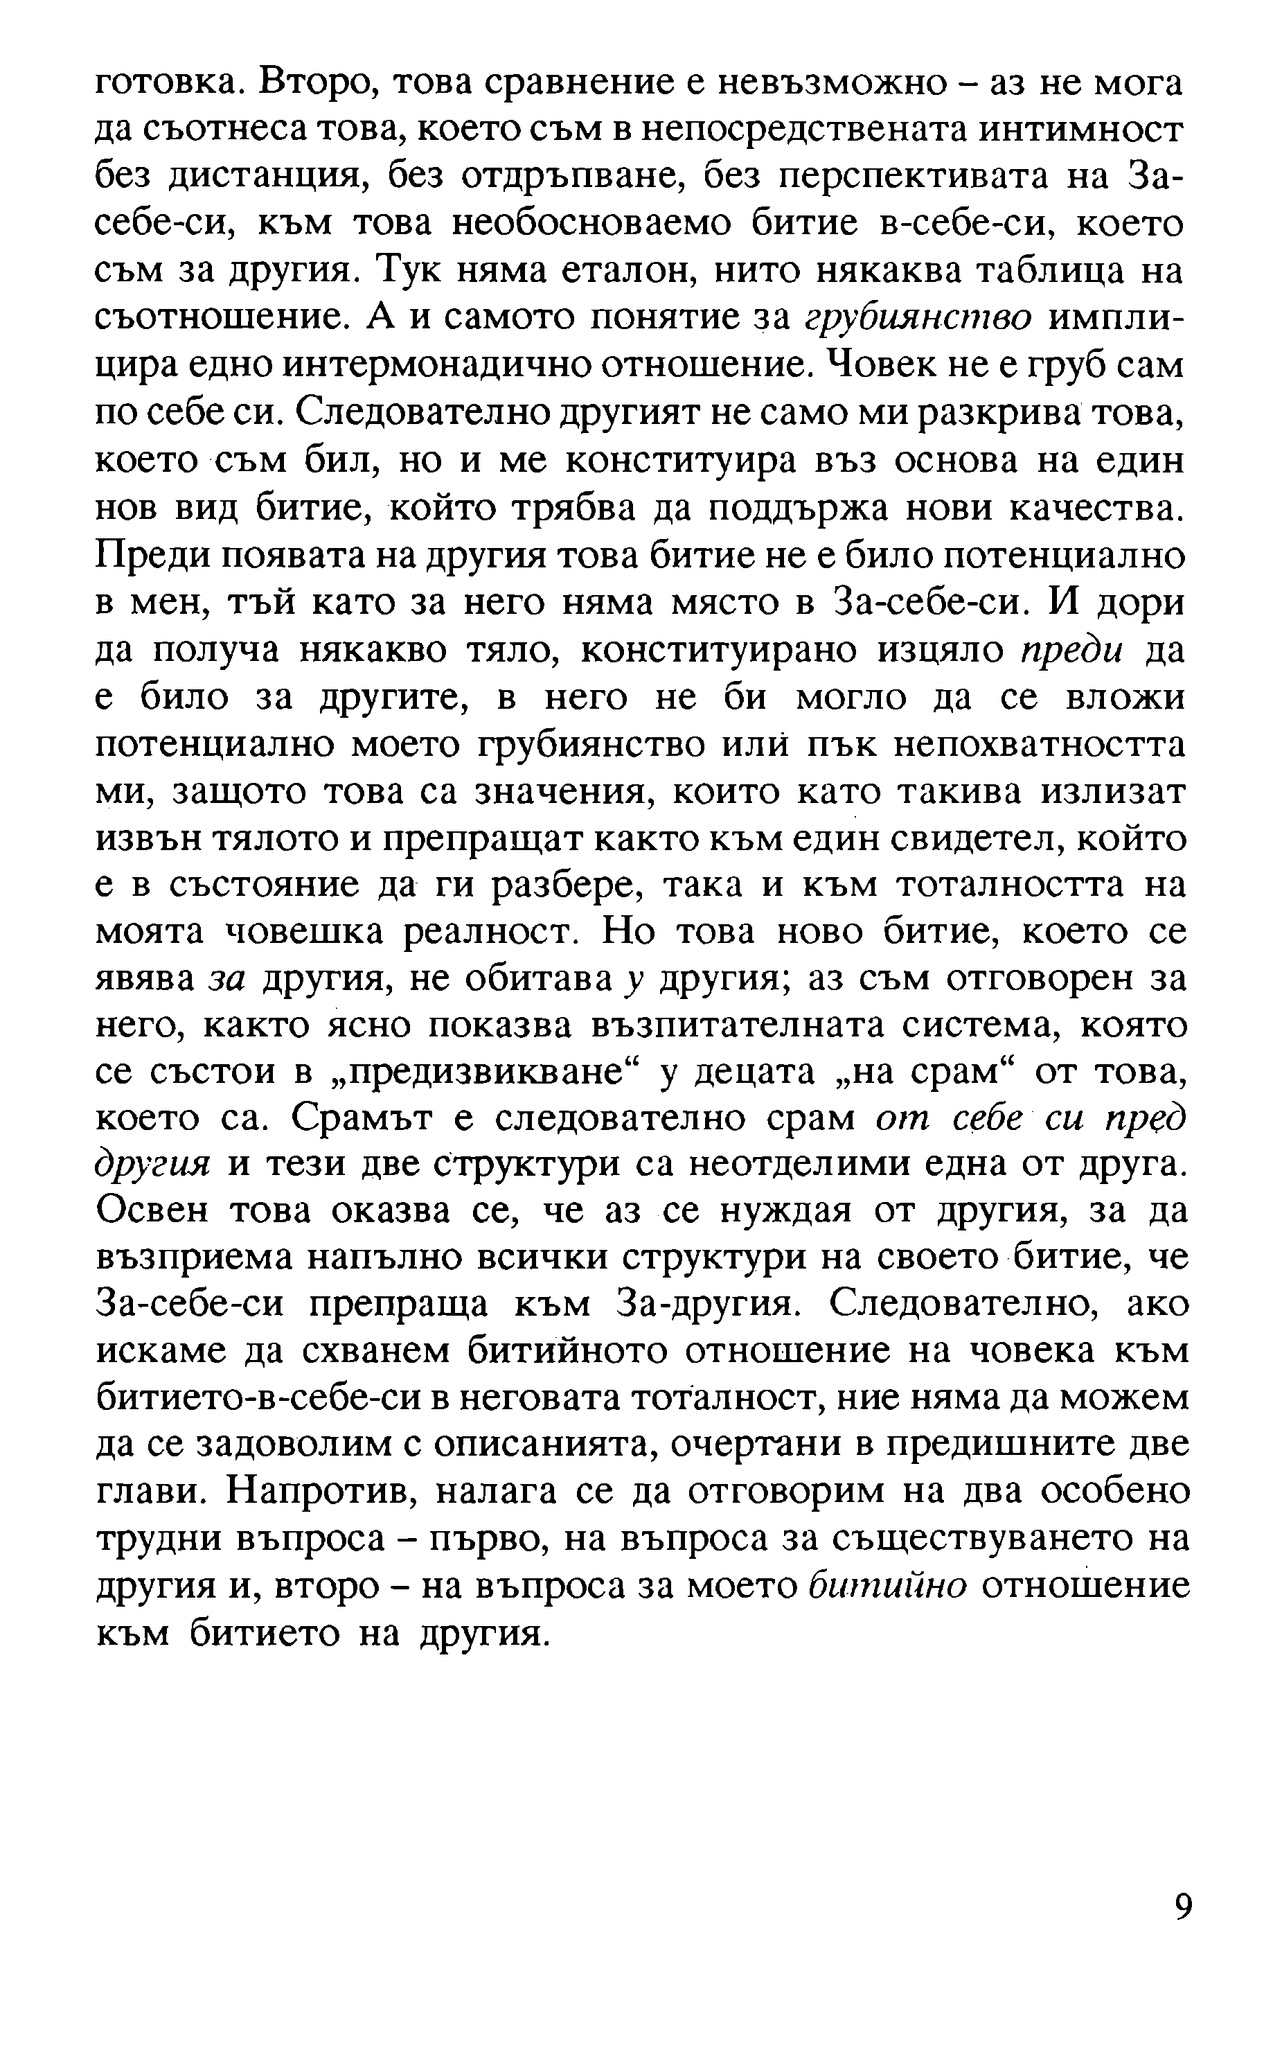 готовка. Второ, това сравнение е невъзможно – аз не мога
да съотнеса това, което съм в непосредствената интимност
без дистанция, без отдръпване, без перспективата на За-
себе-си, към това необосноваемо битие в-себе-си, което
съм за другия. Тук няма еталон, нито някаква таблица на
съотношение. А и самото понятие за грубиянство импли-
цира едно интермонадично отношение. Човек не е груб сам
по себе си. Следователно другият не само ми разкрива това,
което съм бил, но и ме конституира въз основа на един
нов вид битие, който трябва да поддържа нови качества.
Преди появата на другия това битие не е било потенциално
в мен, тъй като за него няма място в За-себе-си. И дори
да получа някакво тяло, конституирано изцяло преди да
е било за другите, в него не би могло да се вложи
потенциално моето грубиянство или пък непохватността
ми, защото това са значения, които като такива излизат
извън тялото и препращат както към един свидетел, който
е в състояние да ги разбере, така и към тоталността на
моята човешка реалност. Но това ново битие, което се
явява за другия, не обитава у другия; аз съм отговорен за
него, както ясно показва възпитателната система, която
се състои в „предизвикване“ у децата „на срам“ от това,
което са. Срамът е следователно срам от себе си пред
другия и тези две структури са неотделими една от друга.
Освен това оказва се, че аз се нуждая от другия, за да
възприема напълно всички структури на своето битие, че
За-себе-си препраща към За-другия. Следователно, ако
искаме да схванем битийното отношение на човека към
битието-в-себе-си в неговата тоталност, ние няма да можем
да се задоволим с описанията, очертани в предишните две
глави. Напротив, налага се да отговорим на два особено
трудни въпроса – първо, на въпроса за съществуването на
другия и, второ – на въпроса за моето битийно отношение
към битието на другия.
9